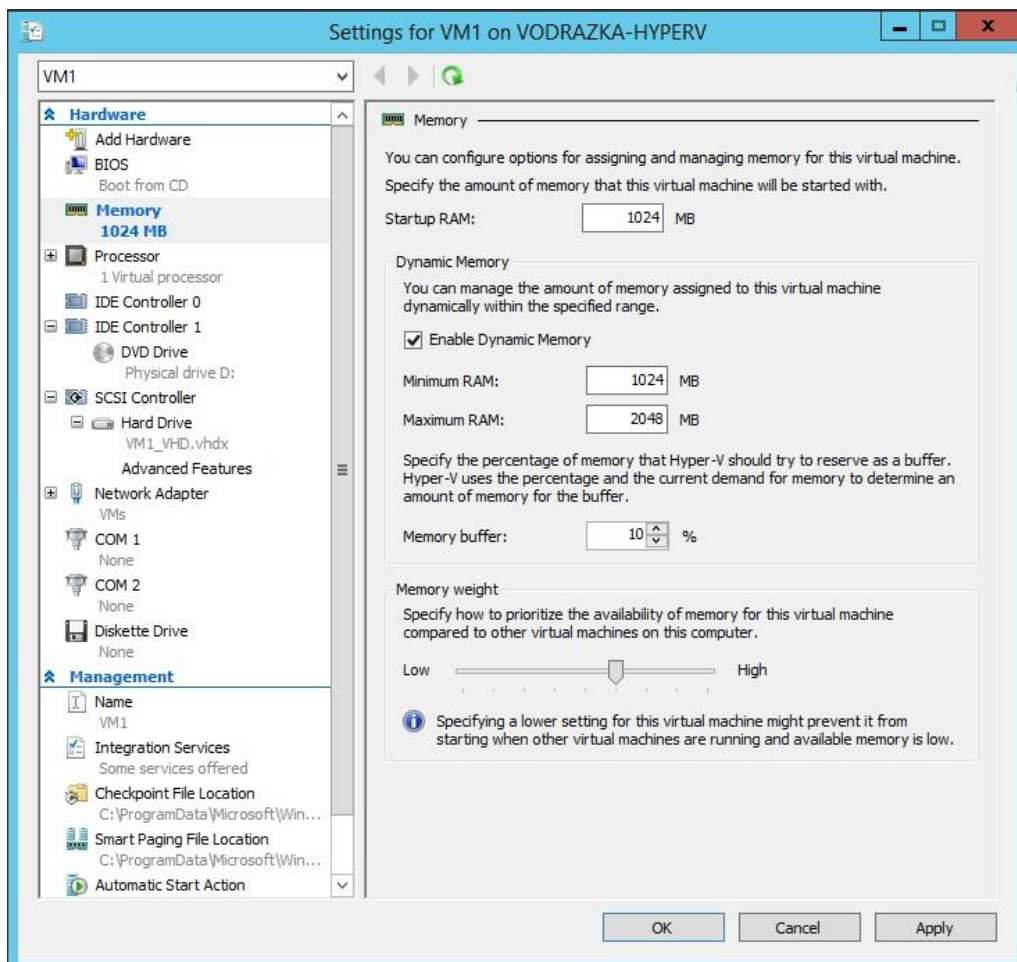 Settings for VM1 on VODRAZKA-HYPERV
VM1
Hardware
Add Hardware
BIOS
Boot from CD
Memory
1024 MB
Processor
1 Virtual processor
IDE Controller 0
IDE Controller 1
DVD Drive
Physical drive D:
SCSI Controller
Hard Drive
VM1_VHD.vhdx
Advanced Features
Network Adapter
VMs
COM 1
None
COM 2
None
Diskette Drive
None
Management
Name
VM1
Integration Services
Some services offered
Checkpoint File Location
C:\ProgramData\Microsoft\Win...
Smart Paging File Location
C:\ProgramData\Microsoft\Win...
Automatic Start Action
Memory
You can configure options for assigning and managing memory for this virtual machine.
Specify the amount of memory that this virtual machine will be started with.
Startup RAM: 1024 MB
Dynamic Memory
You can manage the amount of memory assigned to this virtual machine
dynamically within the specified range.
Enable Dynamic Memory
Minimum RAM: 1024 MB
Maximum RAM: 2048 MB
Specify the percentage of memory that Hyper-V should try to reserve as a buffer.
Hyper-V uses the percentage and the current demand for memory to determine an
amount of memory for the buffer.
Memory buffer: 10 %
Memory weight
Specify how to prioritize the availability of memory for this virtual machine
compared to other virtual machines on this computer.
Low High
Specifying a lower setting for this virtual machine might prevent it from
starting when other virtual machines are running and available memory is low.
OK Cancel Apply